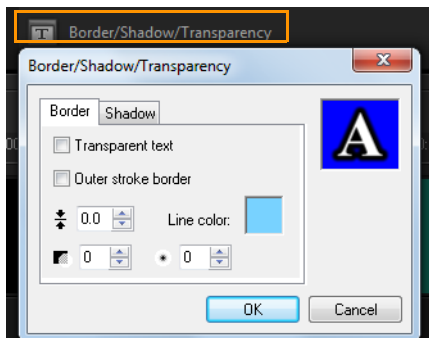 T Border/Shadow/Transparency
Border/Shadow/Transparency
Border Shadow
Transparent text
Outer stroke border
0.0 Line color:
0 0
A
OK Cancel